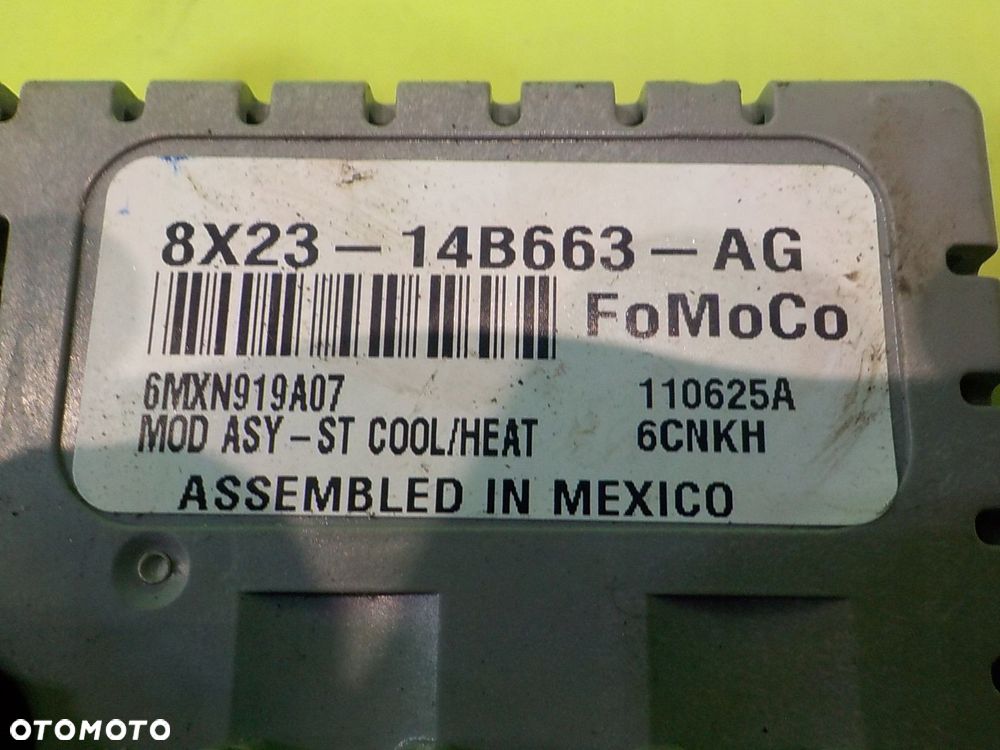 8X23-14B663-AG
FoMoCo
6MXN919A07 110625A
MOD ASY-ST COOL/HEAT 6CNKH
ASSEMBLED IN MEXICO
OTOMOTO